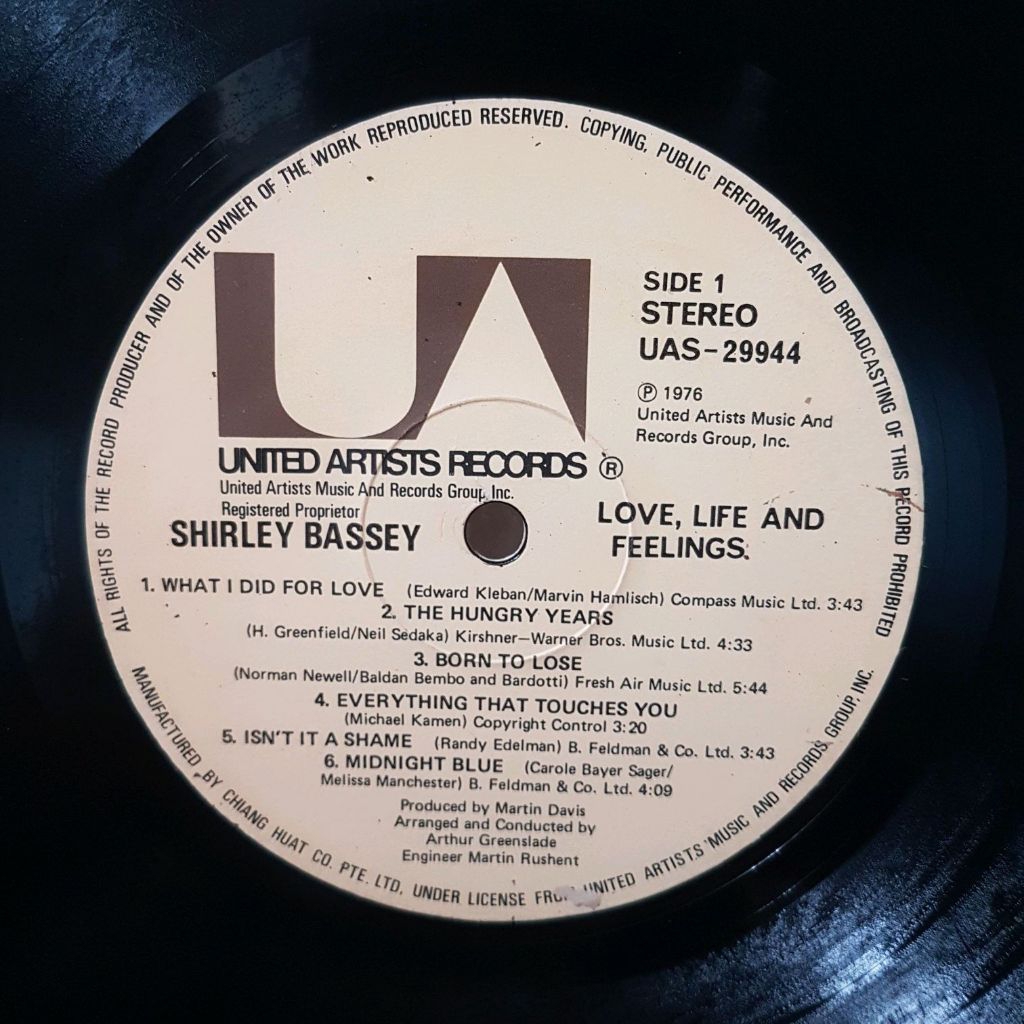 ALL RIGHTS OF THE RECORD PRODUCER AND OF THE OWNER OF THE WORK REPRODUCED RESERVED. COPYING, PUBLIC PERFORMANCE AND BROADCASTING OF THIS RECORD PROHIBITED
UA
SIDE 1
STEREO
UAS-29944
℗ 1976
United Artists Music And
Records Group, Inc.
UNITED ARTISTS RECORDS ®
United Artists Music And Records Group, Inc.
Registered Proprietor
SHIRLEY BASSEY
LOVE, LIFE AND
FEELINGS.
1. WHAT I DID FOR LOVE (Edward Kleban/Marvin Hamlisch) Compass Music Ltd. 3:43
2. THE HUNGRY YEARS
(H. Greenfield/Neil Sedaka) Kirshner-Warner Bros. Music Ltd. 4:33
3. BORN TO LOSE
(Norman Newell/Baldan Bembo and Bardotti) Fresh Air Music Ltd. 5:44
4. EVERYTHING THAT TOUCHES YOU
(Michael Kamen) Copyright Control 3:20
5. ISN'T IT A SHAME (Randy Edelman) B. Feldman & Co. Ltd. 3:43
6. MIDNIGHT BLUE (Carole Bayer Sager/
Melissa Manchester) B. Feldman & Co. Ltd. 4:09
Produced by Martin Davis
Arranged and Conducted by
Arthur Greenslade
Engineer Martin Rushent
MANUFACTURED BY CHIANG HUAT CO. PTE. LTD, UNDER LICENSE UNITED ARTISTS MUSIC AND RECORDS GROUP, INC.